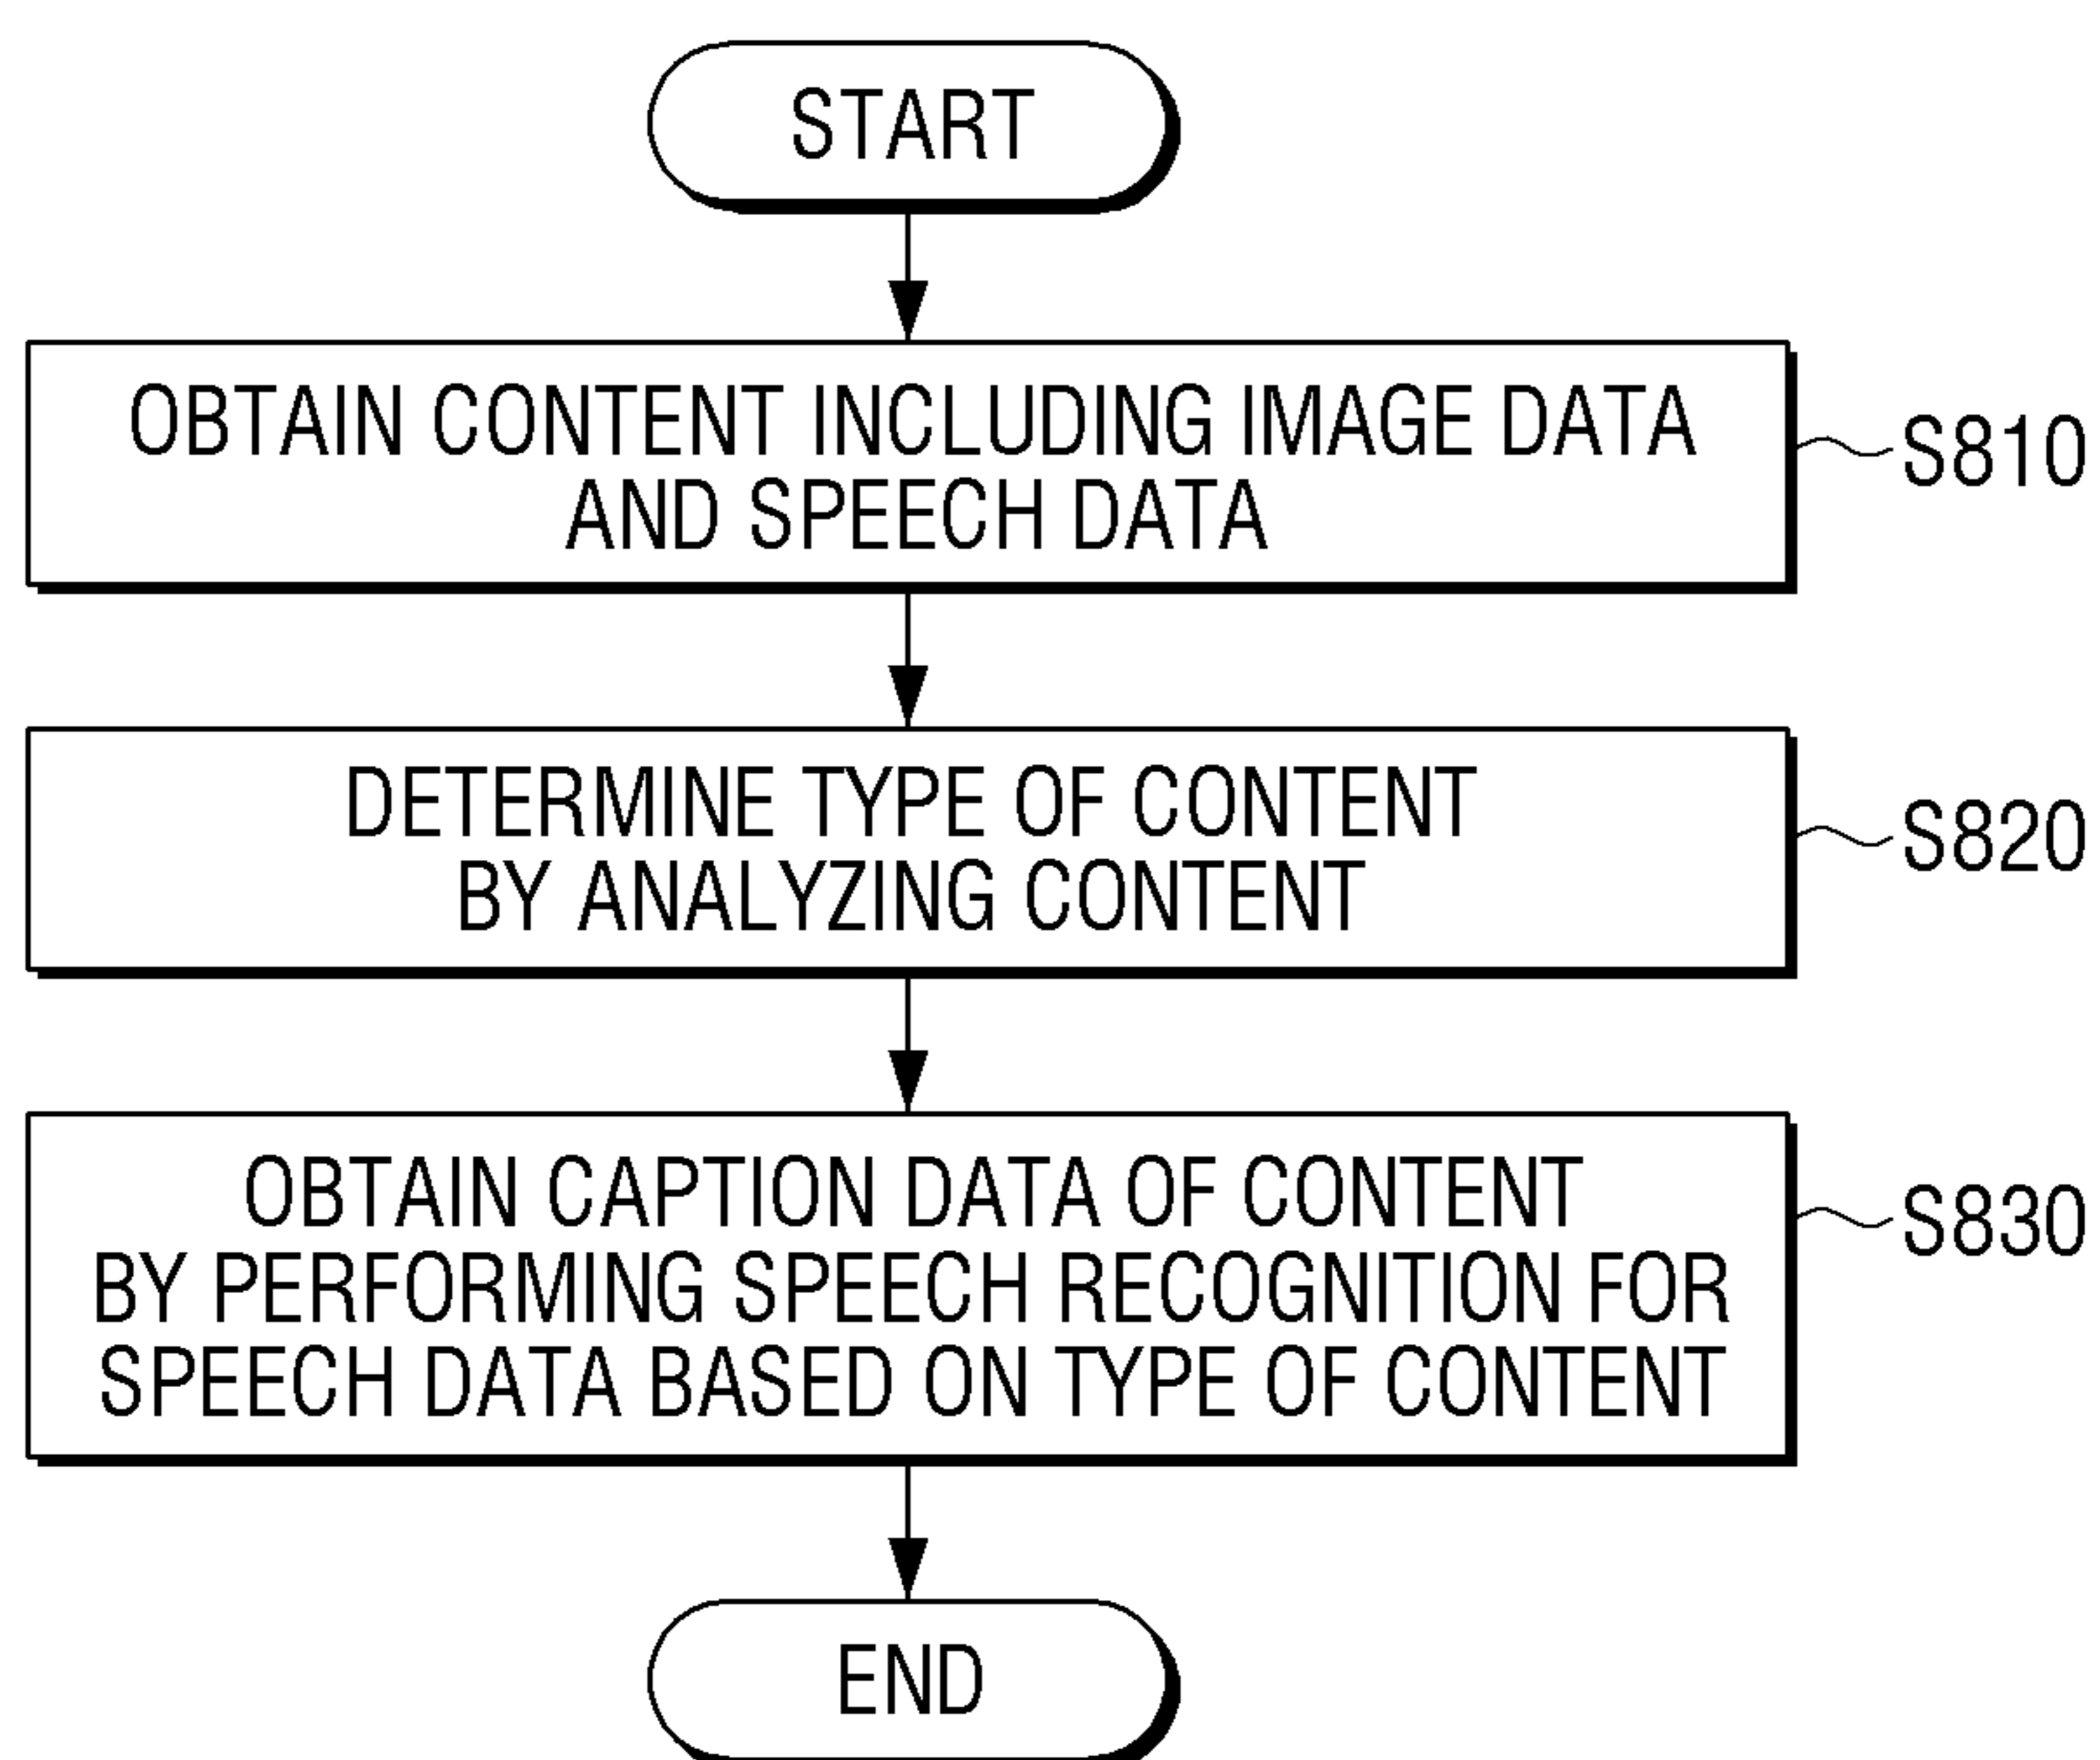 START
OBTAIN CONTENT INCLUDING IMAGE DATA
AND SPEECH DATA
S810
DETERMINE TYPE OF CONTENT
BY ANALYZING CONTENT
S820
OBTAIN CAPTION DATA OF CONTENT
BY PERFORMING SPEECH RECOGNITION FOR
SPEECH DATA BASED ON TYPE OF CONTENT
S830
END